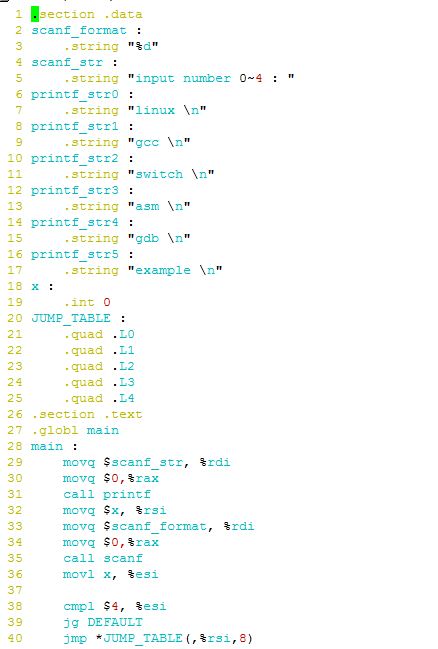 1 .section .data
2 scanf_format :
3 .string "%d"
4 scanf_str :
5 .string "input number 0~4 : "
6 printf_str0 :
7 .string "linux \n"
8 printf_str1 :
9 .string "gcc \n"
10 printf_str2 :
11 .string "switch \n"
12 printf_str3 :
13 .string "asm \n"
14 printf_str4 :
15 .string "gdb \n"
16 printf_str5 :
17 .string "example \n"
18 x :
19 .int 0
20 JUMP_TABLE :
21 .quad .L0
22 .quad .L1
23 .quad .L2
24 .quad .L3
25 .quad .L4
26 .section .text
27 .globl main
28 main :
29 movq $scanf_str, %rdi
30 movq $0,%rax
31 call printf
32 movq $x, %rsi
33 movq $scanf_format, %rdi
34 movq $0,%rax
35 call scanf
36 movl x, %esi
37
38 cmpl $4, %esi
39 jg DEFAULT
40 jmp *JUMP_TABLE(,%rsi,8)